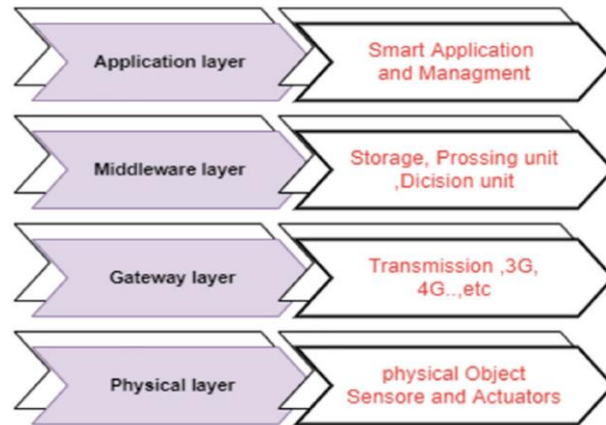 Application layer
Smart Application
and Managment
Middleware layer
Storage, Prossing unit
,Dicision unit
Gateway layer
Transmission ,3G,
4G..,etc
Physical layer
physical Object
Sensore and Actuators